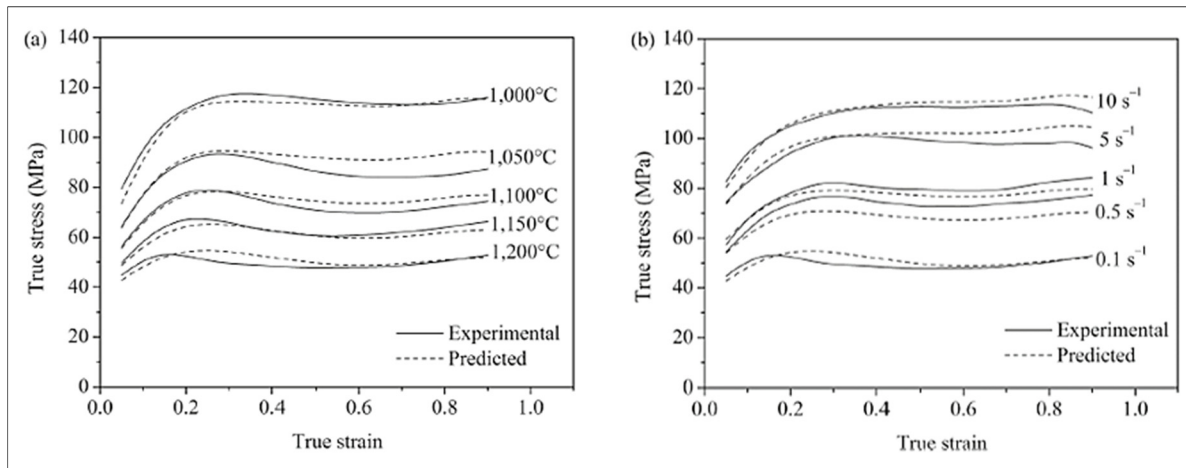 (a)
140
120
100
80
60
40
20
0
True stress (MPa)
1,000°C
1,050°C
1,100°C
1,150°C
1,200°C
Experimental
Predicted
0.0 0.2 0.4 0.6 0.8 1.0
True strain
(b)
140
120
100
80
60
40
20
0
True stress (MPa)
10 s⁻¹
5 s⁻¹
1 s⁻¹
0.5 s⁻¹
0.1 s⁻¹
Experimental
Predicted
0.0 0.2 0.4 0.6 0.8 1.0
True strain